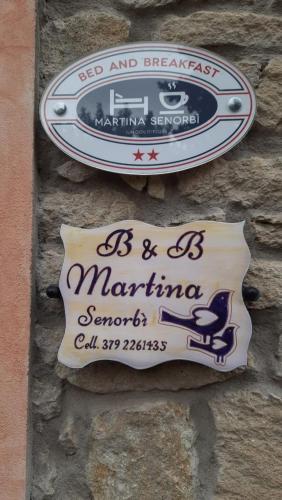 BED AND BREAKFAST
MARTINA SENORBÌ
B & B
Martina
Senorbì
Cell. 379 2261435